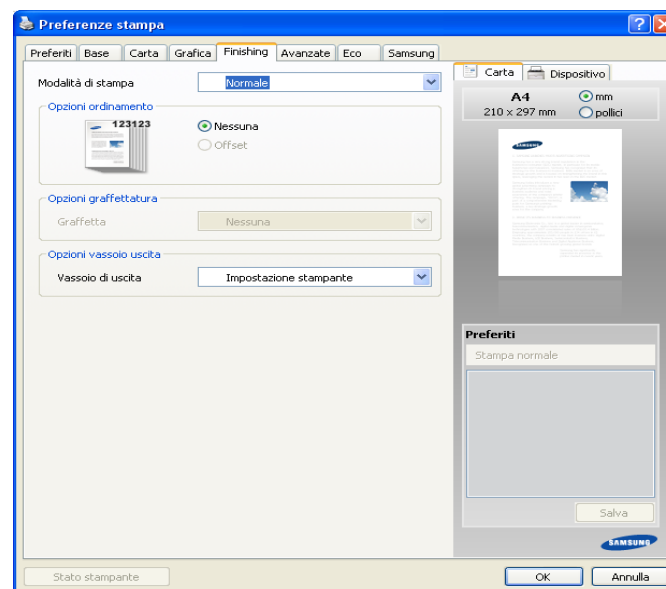 Preferenze stampa
Preferiti Base Carta Grafica Finishing Avanzate Eco Samsung
Modalità di stampa Normale
Opzioni ordinamento
123123
Nessuna
Offset
Opzioni graffettatura
Graffetta Nessuna
Opzioni vassoio uscita
Vassoio di uscita Impostazione stampante
Carta Dispositivo
A4 mm
210 x 297 mm pollici
SAMSUNG
Preferiti
Stampa normale
Salva
SAMSUNG
Stato stampante OK Annulla